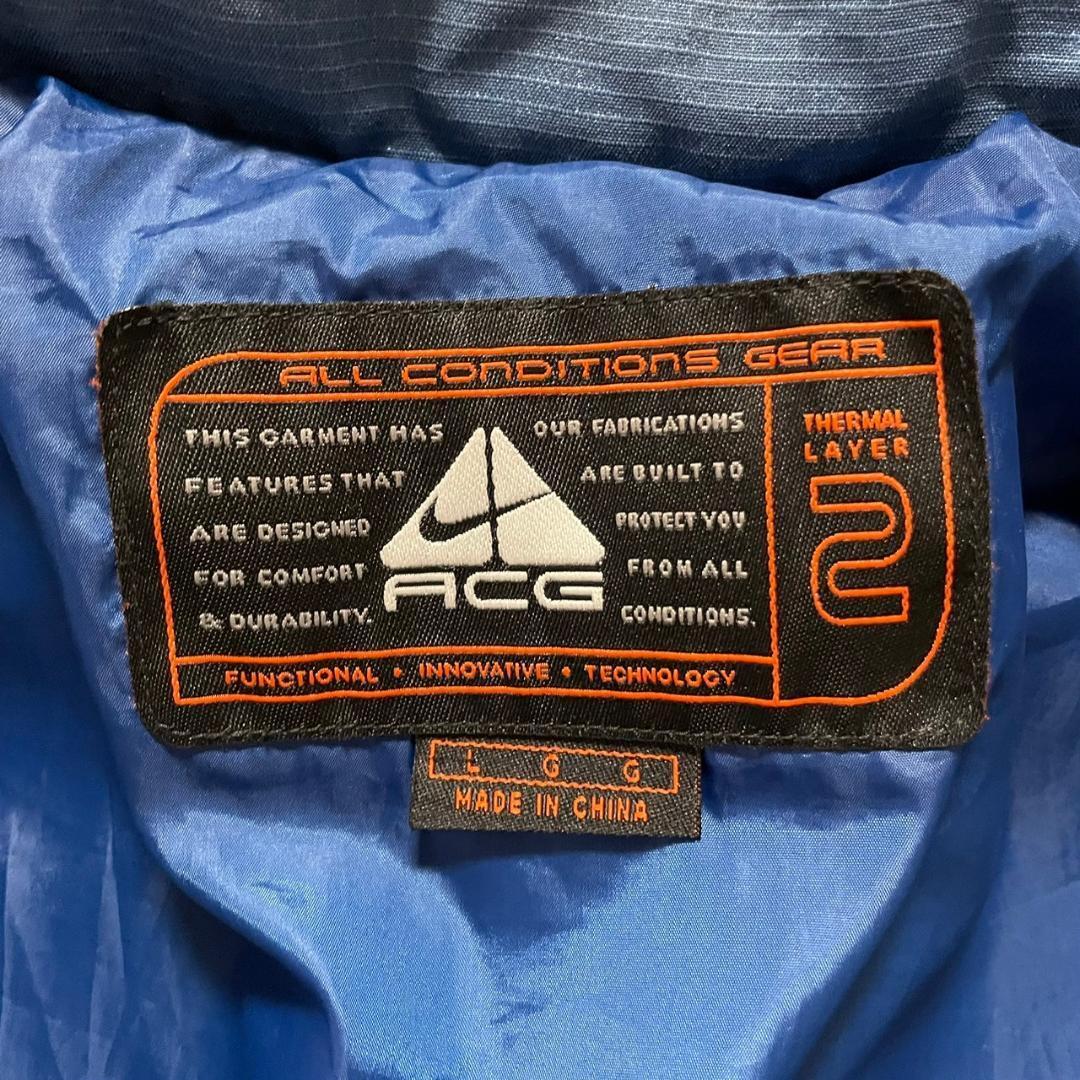 ALL CONDITIONS GEAR
THIS GARMENT HAS
FEATURES THAT
ARE DESIGNED
FOR COMFORT
& DURABILITY.
ACG
OUR FABRICATIONS
ARE BUILT TO
PROTECT YOU
FROM ALL
CONDITIONS.
THERMAL
LAYER
2
FUNCTIONAL • INNOVATIVE • TECHNOLOGY
L G G
MADE IN CHINA